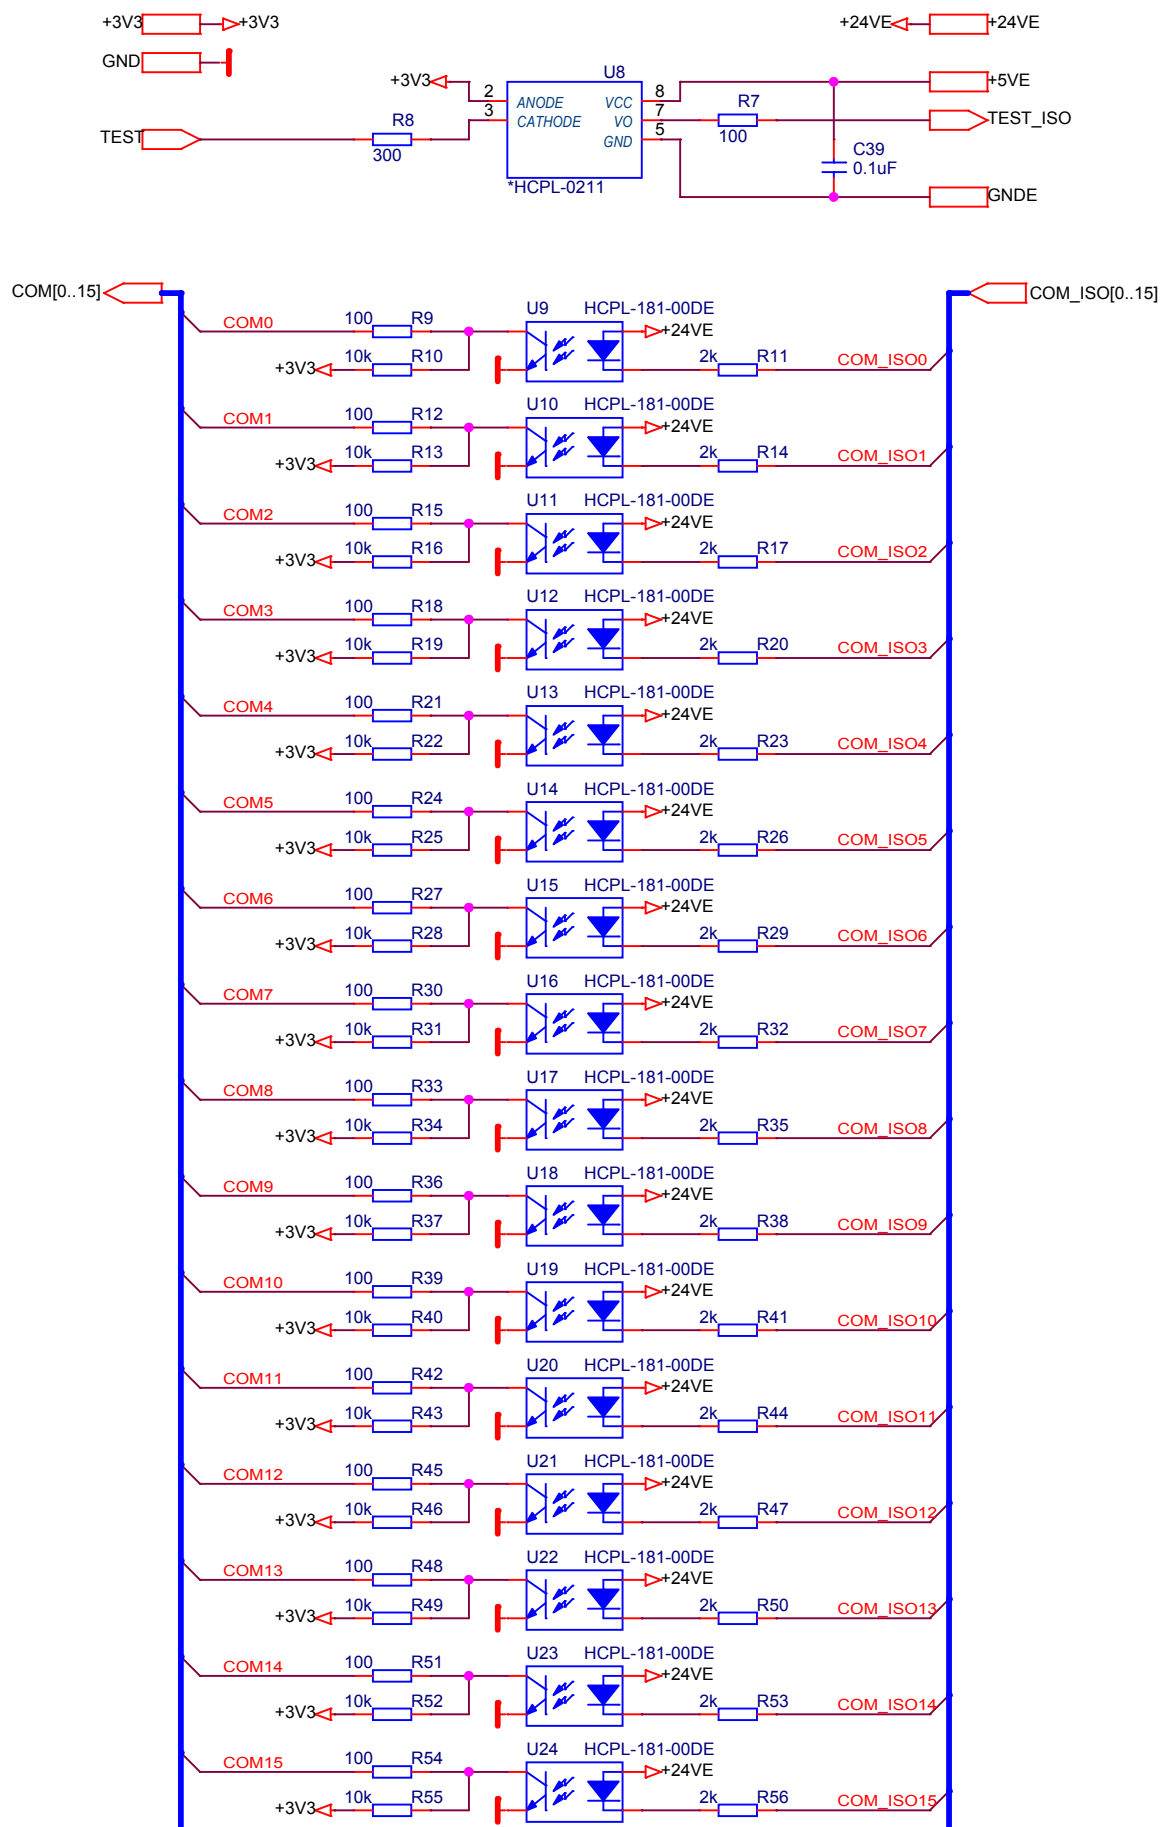 +3V3 +3V3 +24VE +24VE
GND
+3V3 U8 +5VE
2 ANODE VCC 8
3 CATHODE VO 7 R7 TEST_ISO
TEST R8 GND 5 100
300 C39
0.1uF
*HCPL-0211 GNDE
COM[0..15] COM_ISO[0..15]
U9 HCPL-181-00DE
COM0 100 R9 +24VE
+3V3 10k R10 2k R11 COM_ISO0
U10 HCPL-181-00DE
COM1 100 R12 +24VE
+3V3 10k R13 2k R14 COM_ISO1
U11 HCPL-181-00DE
COM2 100 R15 +24VE
+3V3 10k R16 2k R17 COM_ISO2
U12 HCPL-181-00DE
COM3 100 R18 +24VE
+3V3 10k R19 2k R20 COM_ISO3
U13 HCPL-181-00DE
COM4 100 R21 +24VE
+3V3 10k R22 2k R23 COM_ISO4
U14 HCPL-181-00DE
COM5 100 R24 +24VE
+3V3 10k R25 2k R26 COM_ISO5
U15 HCPL-181-00DE
COM6 100 R27 +24VE
+3V3 10k R28 2k R29 COM_ISO6
U16 HCPL-181-00DE
COM7 100 R30 +24VE
+3V3 10k R31 2k R32 COM_ISO7
U17 HCPL-181-00DE
COM8 100 R33 +24VE
+3V3 10k R34 2k R35 COM_ISO8
U18 HCPL-181-00DE
COM9 100 R36 +24VE
+3V3 10k R37 2k R38 COM_ISO9
U19 HCPL-181-00DE
COM10 100 R39 +24VE
+3V3 10k R40 2k R41 COM_ISO10
U20 HCPL-181-00DE
COM11 100 R42 +24VE
+3V3 10k R43 2k R44 COM_ISO11
U21 HCPL-181-00DE
COM12 100 R45 +24VE
+3V3 10k R46 2k R47 COM_ISO12
U22 HCPL-181-00DE
COM13 100 R48 +24VE
+3V3 10k R49 2k R50 COM_ISO13
U23 HCPL-181-00DE
COM14 100 R51 +24VE
+3V3 10k R52 2k R53 COM_ISO14
U24 HCPL-181-00DE
COM15 100 R54 +24VE
+3V3 10k R55 2k R56 COM_ISO15